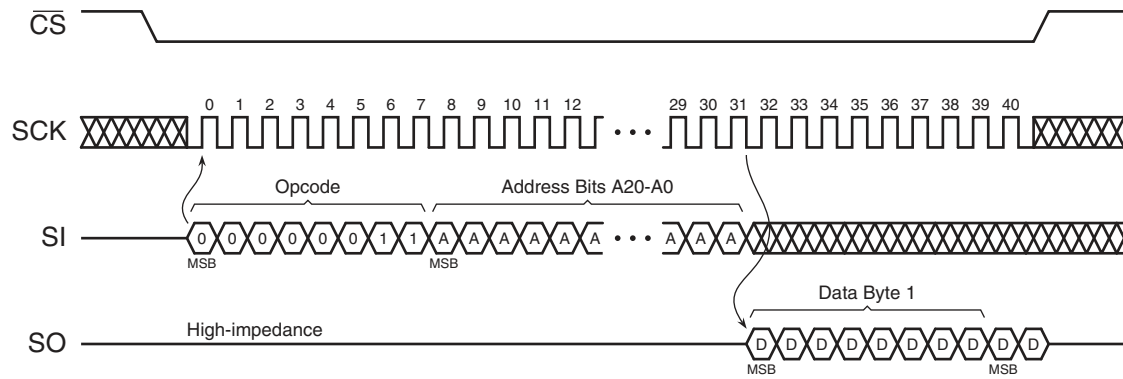 CS
0 1 2 3 4 5 6 7 8 9 10 11 12 29 30 31 32 33 34 35 36 37 38 39 40
SCK
Opcode Address Bits A20-A0
SI 0 0 0 0 0 0 1 1 A A A A A A A A A
MSB MSB
Data Byte 1
High-impedance
SO D D D D D D D D D D
MSB MSB